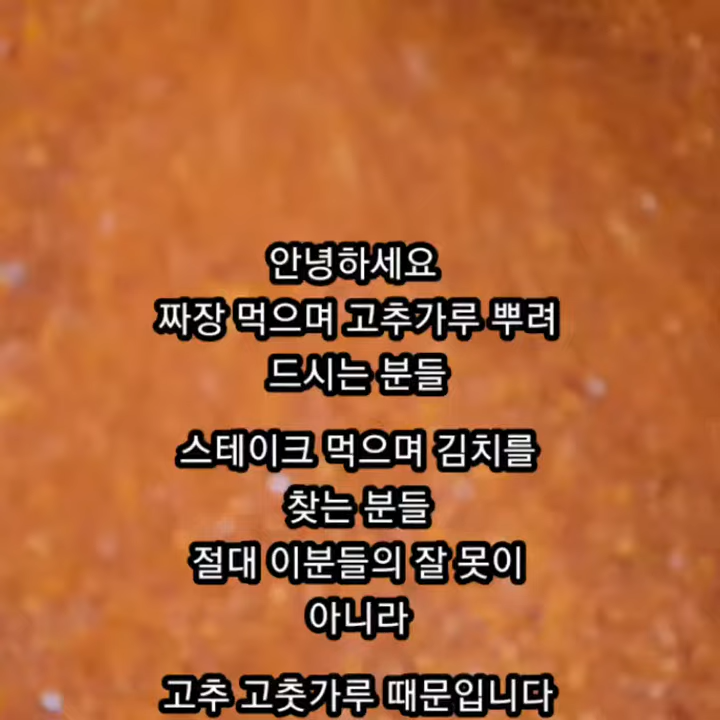 안녕하세요
짜장 먹으며 고추가루 뿌려
드시는 분들
스테이크 먹으며 김치를
찾는 분들
절대 이분들의 잘 못이
아니라
고추 고춧가루 때문입니다